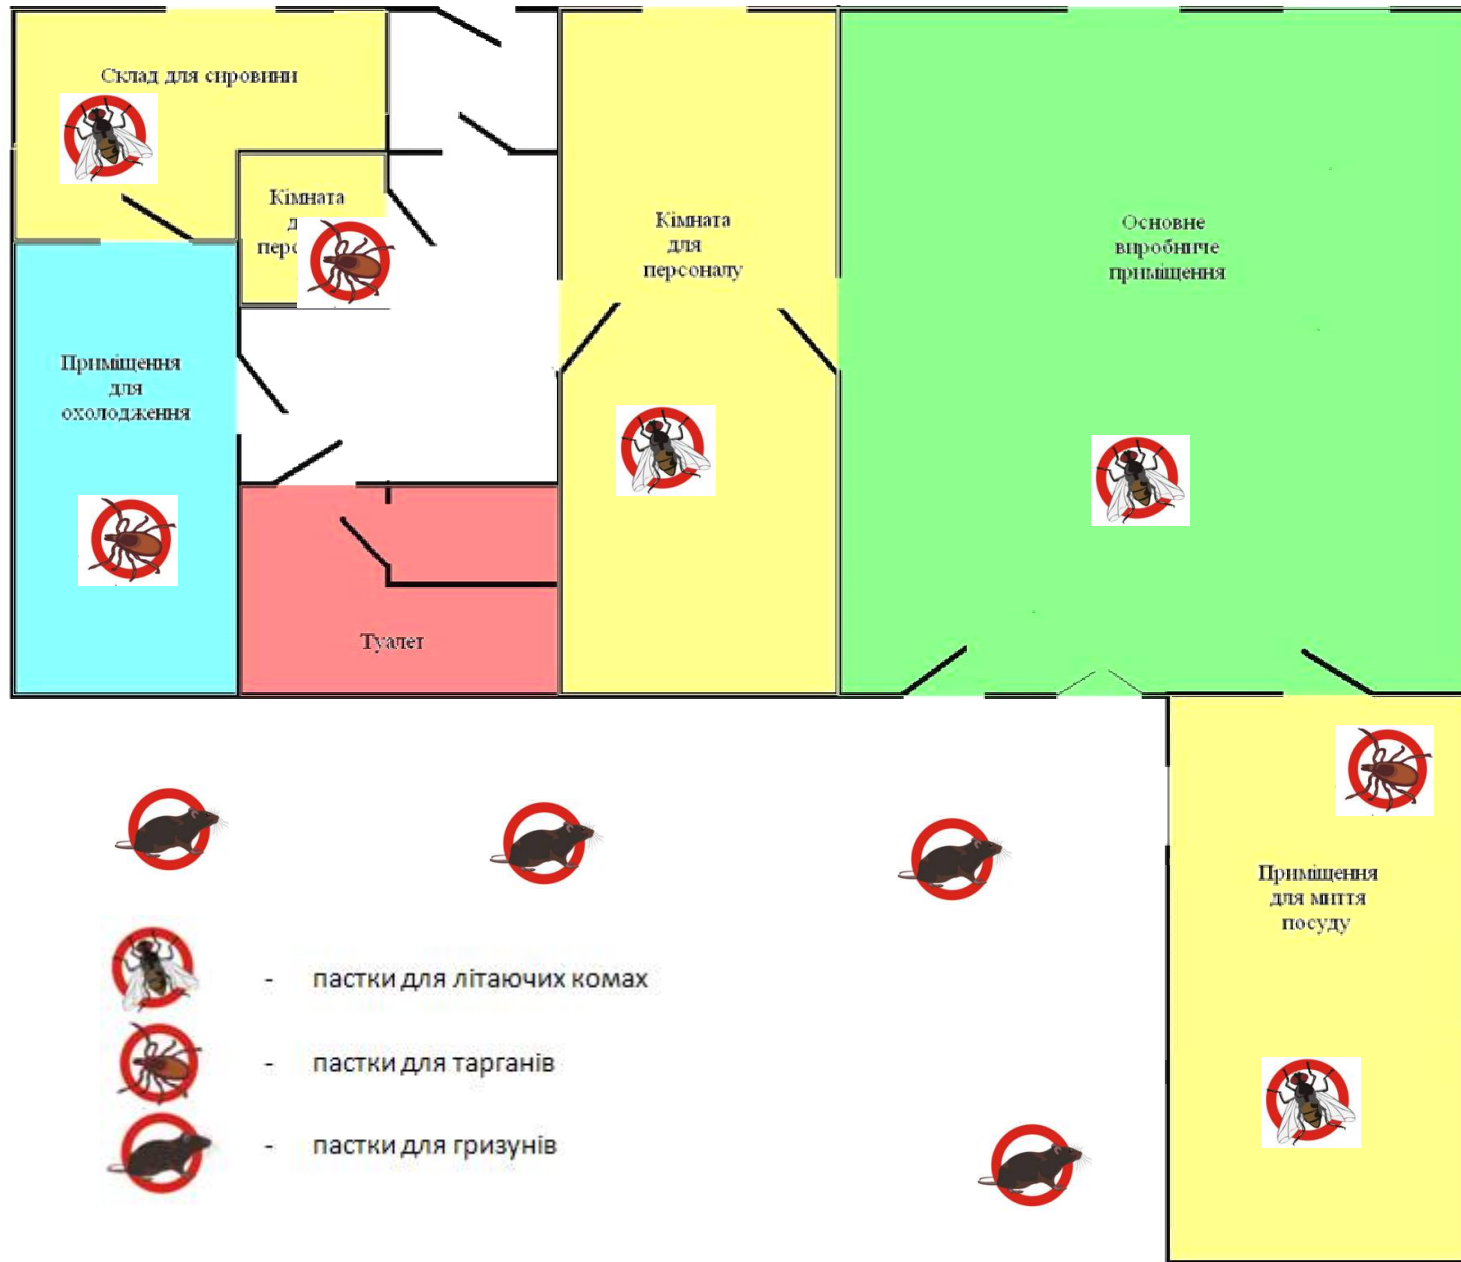 Склад для сировини
Кімната
перс
Кімната
для
персоналу
Основне
виробниче
приміщення
Приміщення
для
охолодження
Туалет
Приміщення
для миття
посуду
- пастки для літаючих комах
- пастки для тарганів
- пастки для гризунів